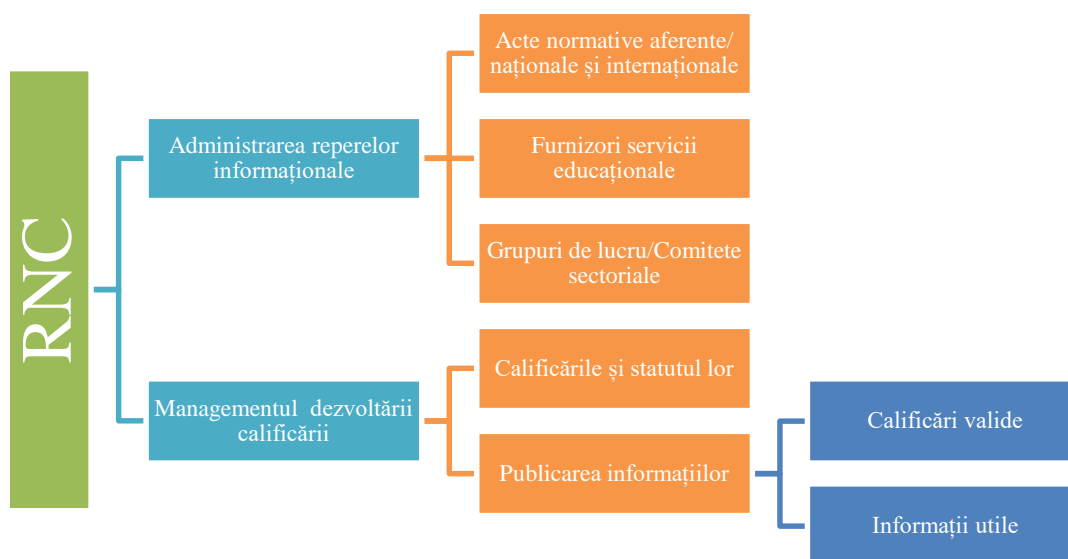 RNC
Administrarea reperelor
informaționale
Acte normative aferente/
naționale și internaționale
Furnizori servicii
educaționale
Grupuri de lucru/Comitete
sectoriale
Managementul dezvoltării
calificării
Calificările și statutul lor
Publicarea informațiilor
Calificări valide
Informații utile